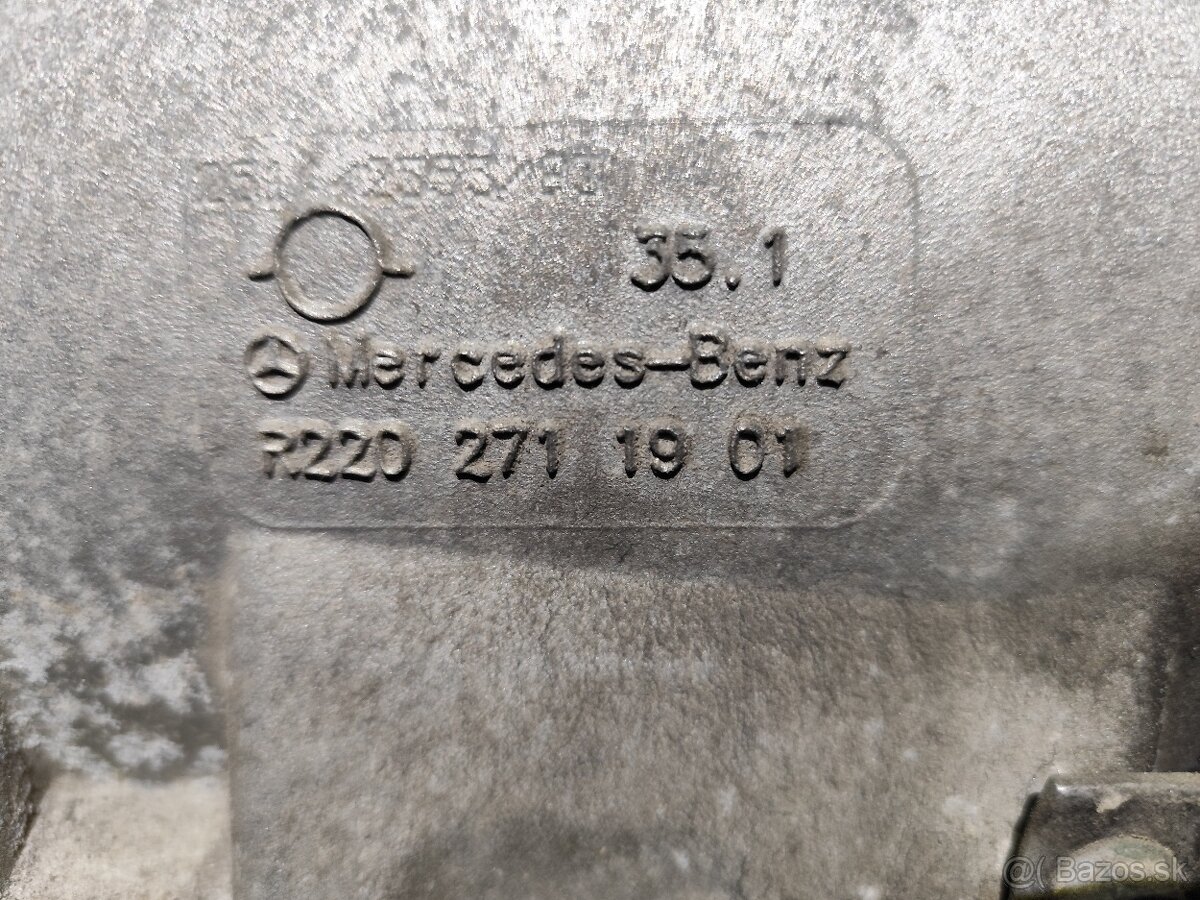 35.1
Mercedes-Benz
R220 271 19 01
@( Bazos.sk